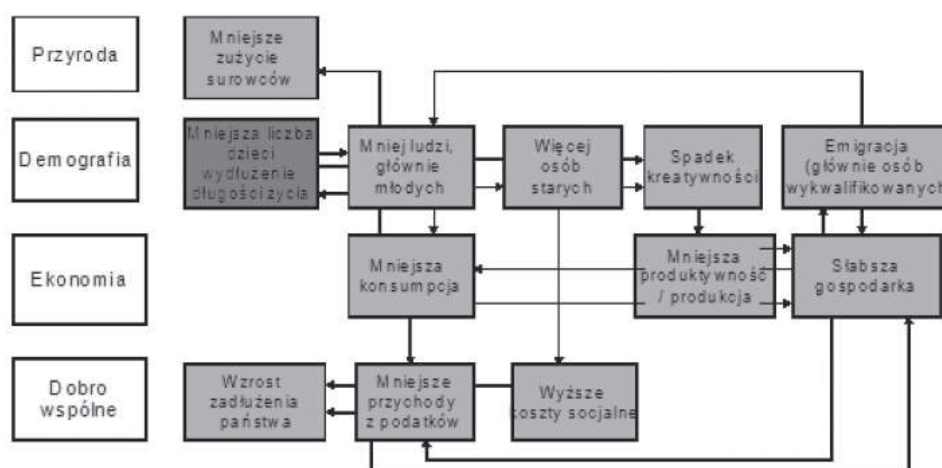 Przyroda
Mniejsze
zużycie
surowców
Demografia
Mniejsza liczba
dzieci
wydłużenie
długości życia
Mniej ludzi,
głównie
młodych
Więcej
osób
starych
Spadek
kreatywności
Emigracja
(głównie osób
wykwalifikowanych)
Ekonomia
Mniejsza
konsumpcja
Mniejsza
produktywność
/ produkcja
Słabsza
gospodarka
Dobro
wspólne
Wzrost
zadłużenia
państwa
Mniejsze
przychody
z podatków
Wyższe
koszty socjalne